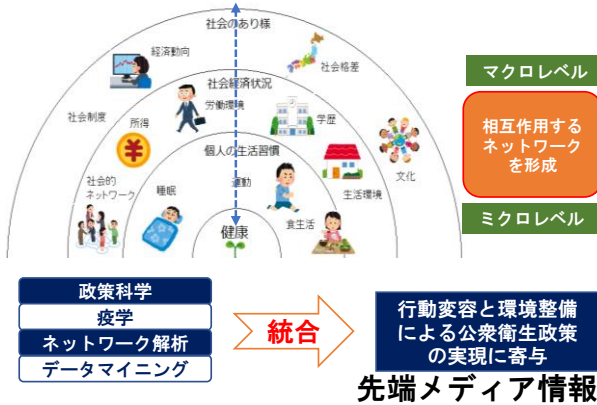 社会のあり様
経済動向
社会格差
社会経済状況
社会制度
所得
労働環境
学歴
個人の生活習慣
文化
社会的
ネットワーク
睡眠
運動
生活環境
食生活
健康
マクロレベル
相互作用する
ネットワーク
を形成
ミクロレベル
政策科学
疫学
ネットワーク解析
データマイニング
統合
行動変容と環境整備
による公衆衛生政策
の実現に寄与
先端メディア情報